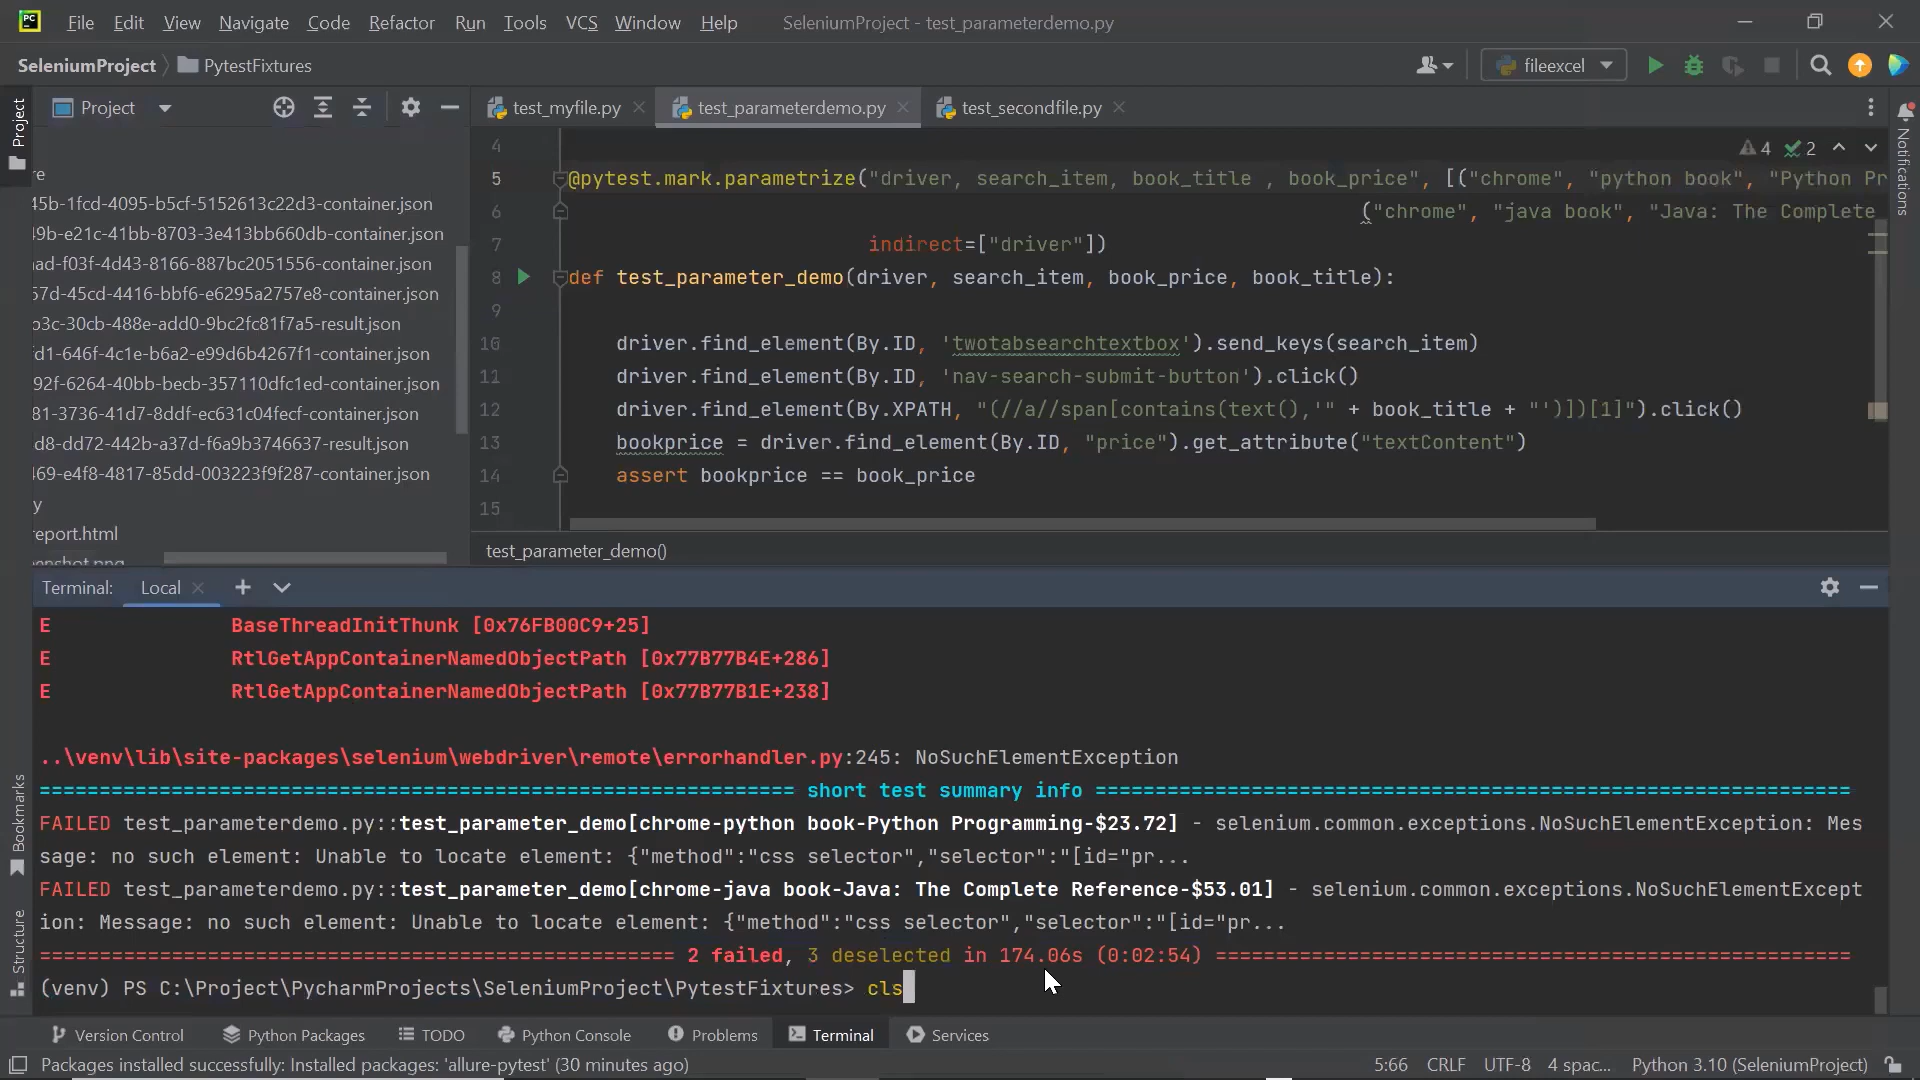 PC File Edit View Navigate Code Refactor Run Tools VCS Window Help SeleniumProject - test_parameterdemo.py
SeleniumProject PytestFixtures fileexcel
Project test_myfile.py test_parameterdemo.py test_secondfile.py
Project
Notifications
Bookmarks
Structure
re
45b-1fcd-4095-b5cf-5152613c22d3-container.json
49b-e21c-41bb-8703-3e413bb660db-container.json
aad-f03f-4d43-8166-887bc2051556-container.json
57d-45cd-4416-bbf6-e6295a2757e8-container.json
b3c-30cb-488e-add0-9bc2fc81f7a5-result.json
fd1-646f-4c1e-b6a2-e99d6b4267f1-container.json
92f-6264-40bb-becb-357110dfc1ed-container.json
81-3736-41d7-8ddf-ec631c04fecf-container.json
d8-dd72-442b-a37d-f6a9b3746637-result.json
469-e4f8-4817-85dd-003223f9f287-container.json
y
report.html
enshot.png
4 2
4
5 @pytest.mark.parametrize("driver, search_item, book_title , book_price", [("chrome", "python book", "Python Pr
6 ("chrome", "java book", "Java: The Complete
7 indirect=["driver"])
8 def test_parameter_demo(driver, search_item, book_price, book_title):
9
10 driver.find_element(By.ID, 'twotabsearchtextbox').send_keys(search_item)
11 driver.find_element(By.ID, 'nav-search-submit-button').click()
12 driver.find_element(By.XPATH, "(//a//span[contains(text(),'" + book_title + "')])[1]").click()
13 bookprice = driver.find_element(By.ID, "price").get_attribute("textContent")
14 assert bookprice == book_price
15
test_parameter_demo()
Terminal: Local
E BaseThreadInitThunk [0x76FB00C9+25]
E RtlGetAppContainerNamedObjectPath [0x77B77B4E+286]
E RtlGetAppContainerNamedObjectPath [0x77B77B1E+238]
..\venv\lib\site-packages\selenium\webdriver\remote\errorhandler.py:245: NoSuchElementException
=============================================================== short test summary info ===============================================================
FAILED test_parameterdemo.py::test_parameter_demo[chrome-python book-Python Programming-$23.72] - selenium.common.exceptions.NoSuchElementException: Mes
sage: no such element: Unable to locate element: {"method":"css selector","selector":"[id="pr...
FAILED test_parameterdemo.py::test_parameter_demo[chrome-java book-Java: The Complete Reference-$53.01] - selenium.common.exceptions.NoSuchElementExcept
ion: Message: no such element: Unable to locate element: {"method":"css selector","selector":"[id="pr...
===================================================== 2 failed, 3 deselected in 174.06s (0:02:54) =====================================================
(venv) PS C:\Project\PycharmProjects\SeleniumProject\PytestFixtures> cls
Version Control Python Packages TODO Python Console Problems Terminal Services
Packages installed successfully: Installed packages: 'allure-pytest' (30 minutes ago) 5:66 CRLF UTF-8 4 spac... Python 3.10 (SeleniumProject)